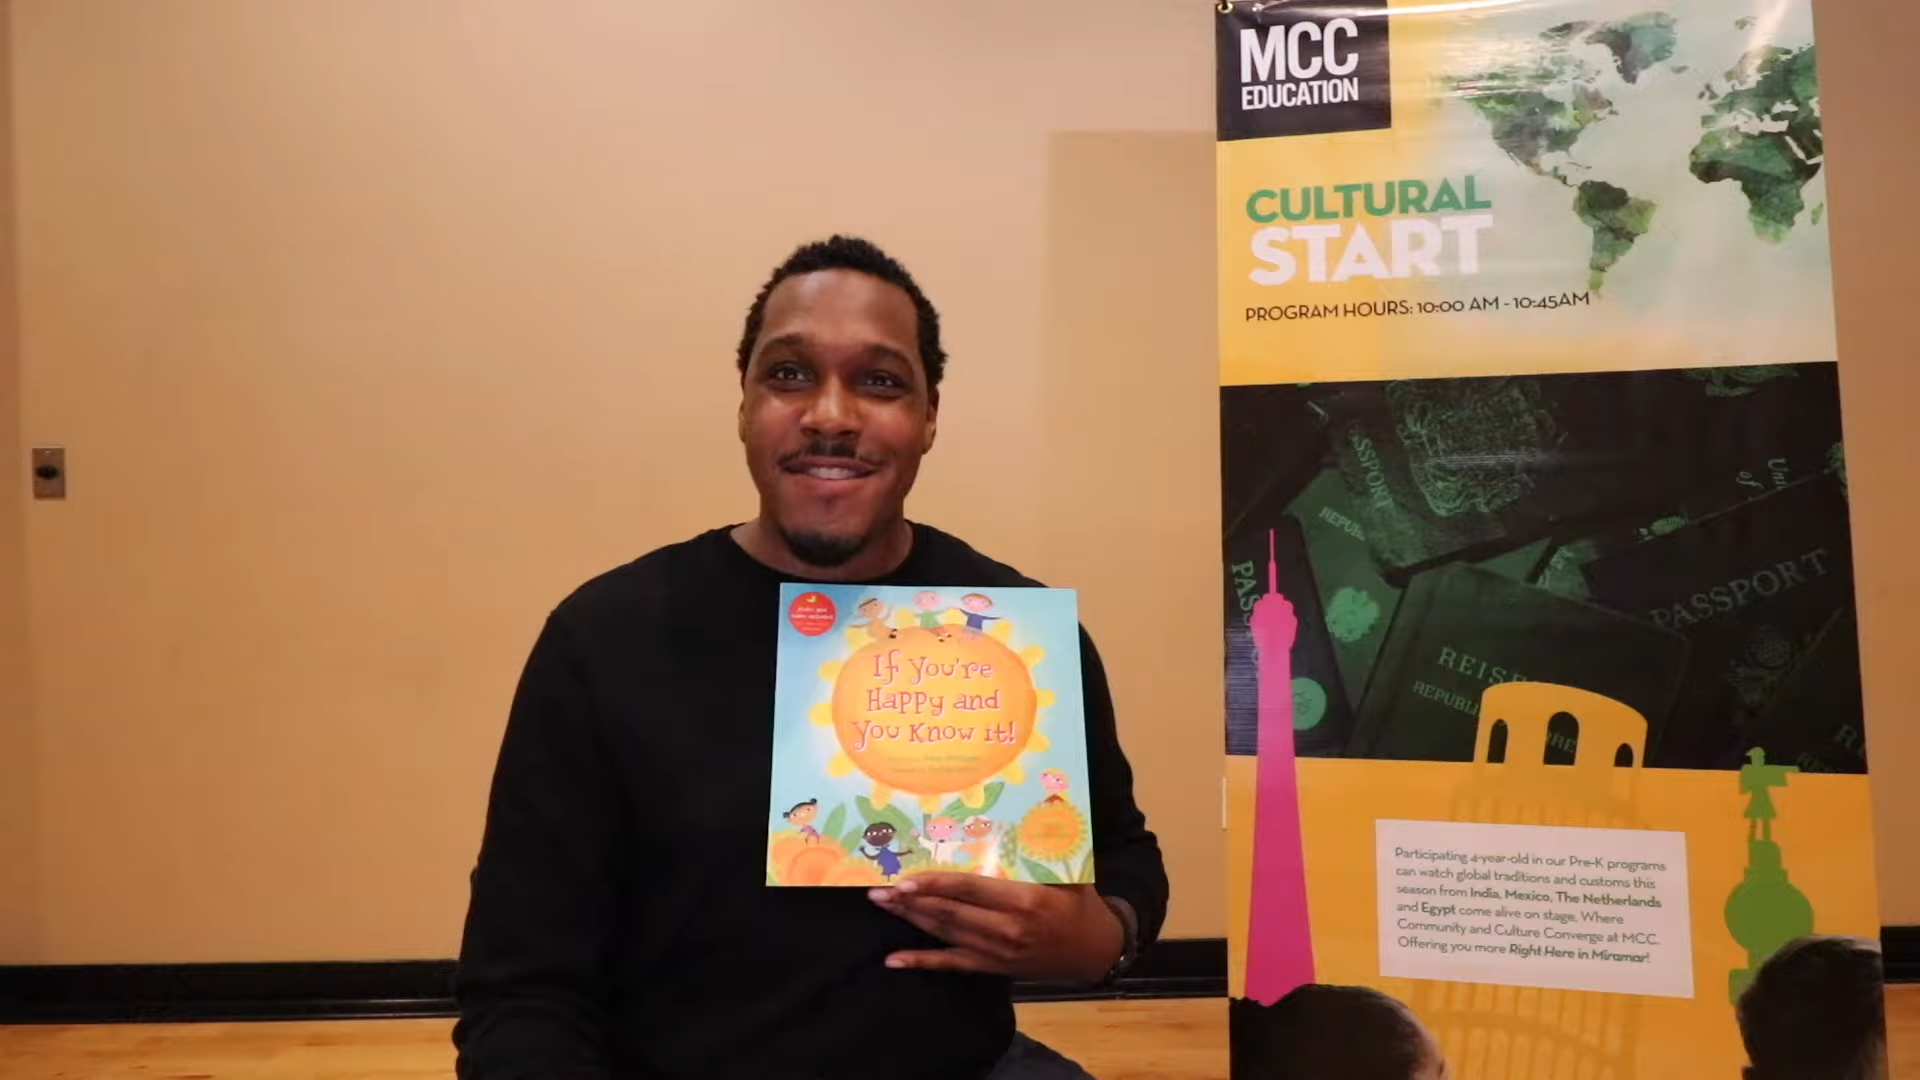 MCC
EDUCATION
CULTURAL
START
PROGRAM HOURS: 10:00 AM - 10:45AM
If You're
Happy and
You Know it!
PASSPORT
REPUBLI
Participating 4-year-old in our Pre-K programs
can watch global traditions and customs this
season from India, Mexico, The Netherlands
and Egypt come alive on stage. Where
Community and Culture Converge at MCC.
Offering you more Right Here in Miramar!